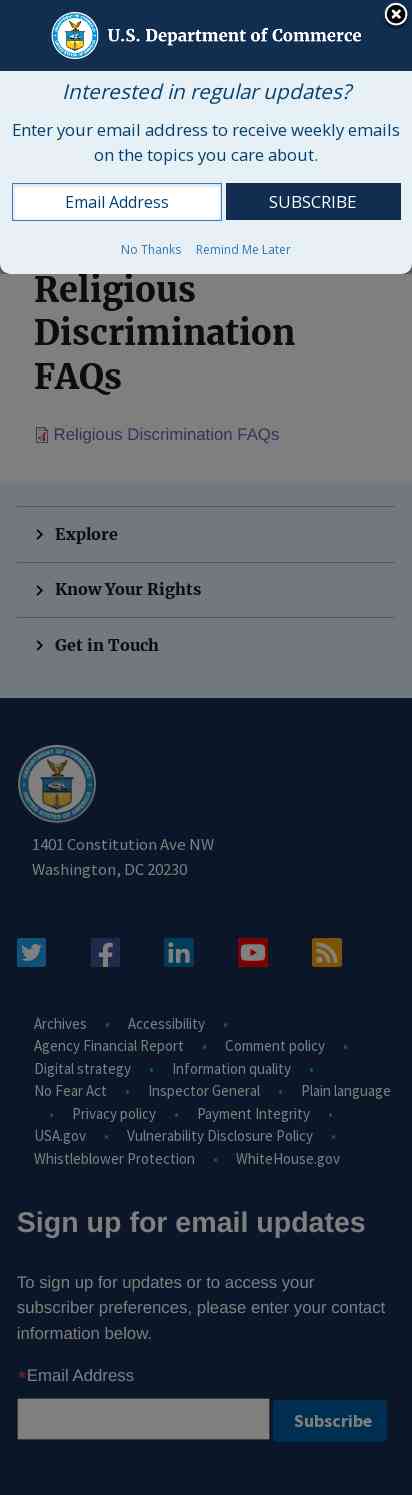 U.S. Department of Commerce
Interested in regular updates?
Enter your email address to receive weekly emails
on the topics you care about.
Email Address SUBSCRIBE
No Thanks Remind Me Later
Religious
Discrimination
FAQs
Religious Discrimination FAQs
Explore
Know Your Rights
Get in Touch
1401 Constitution Ave NW
Washington, DC 20230
Archives • Accessibility •
Agency Financial Report • Comment policy •
Digital strategy • Information quality •
No Fear Act • Inspector General • Plain language
• Privacy policy • Payment Integrity •
USA.gov • Vulnerability Disclosure Policy •
Whistleblower Protection • WhiteHouse.gov
Sign up for email updates
To sign up for updates or to access your
subscriber preferences, please enter your contact
information below.
*Email Address
Subscribe